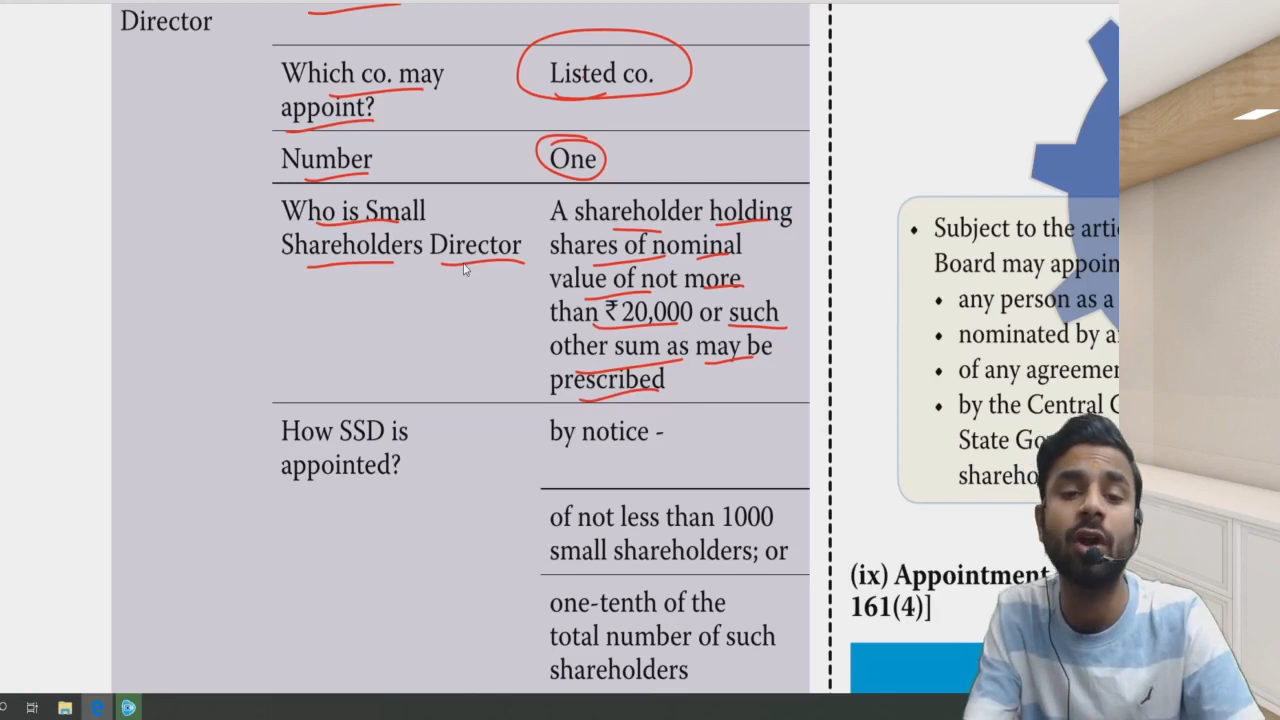 Director
Which co. may
appoint?
Listed co.
Number
One
Who is Small
Shareholders Director
A shareholder holding
shares of nominal
value of not more
than ₹20,000 or such
other sum as may be
prescribed
How SSD is
appointed?
by notice -
of not less than 1000
small shareholders; or
one-tenth of the
total number of such
shareholders
Subject to the arti
Board may appoin
any person as a
nominated by a
of any agreeme
by the Central
State Go
shareho
(ix) Appointment
161(4)]